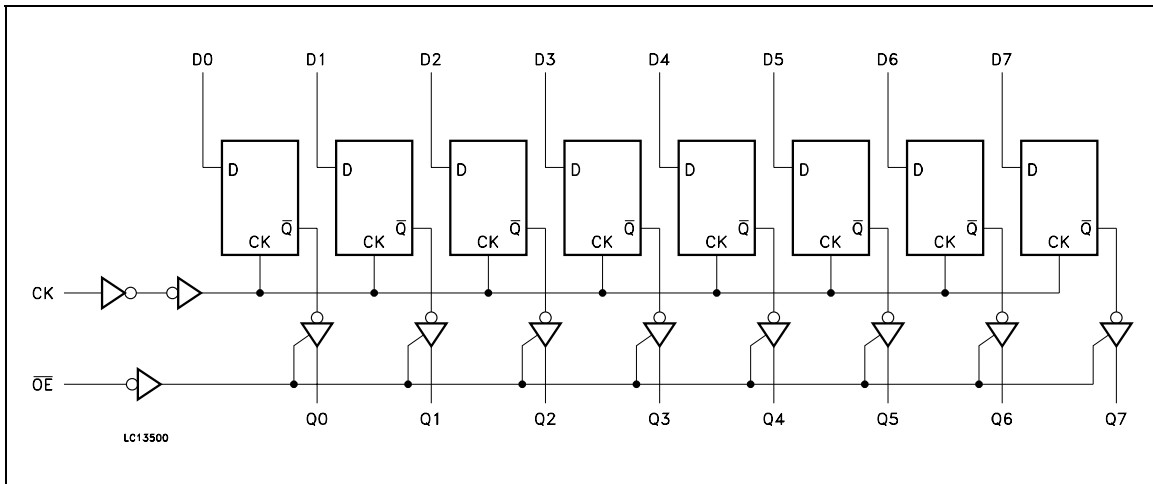 D0 D1 D2 D3 D4 D5 D6 D7
D D D D D D D D
Q̅ Q̅ Q̅ Q̅ Q̅ Q̅ Q̅ Q̅
CK CK CK CK CK CK CK CK
CK
O̅E̅
Q0 Q1 Q2 Q3 Q4 Q5 Q6 Q7
LC13500